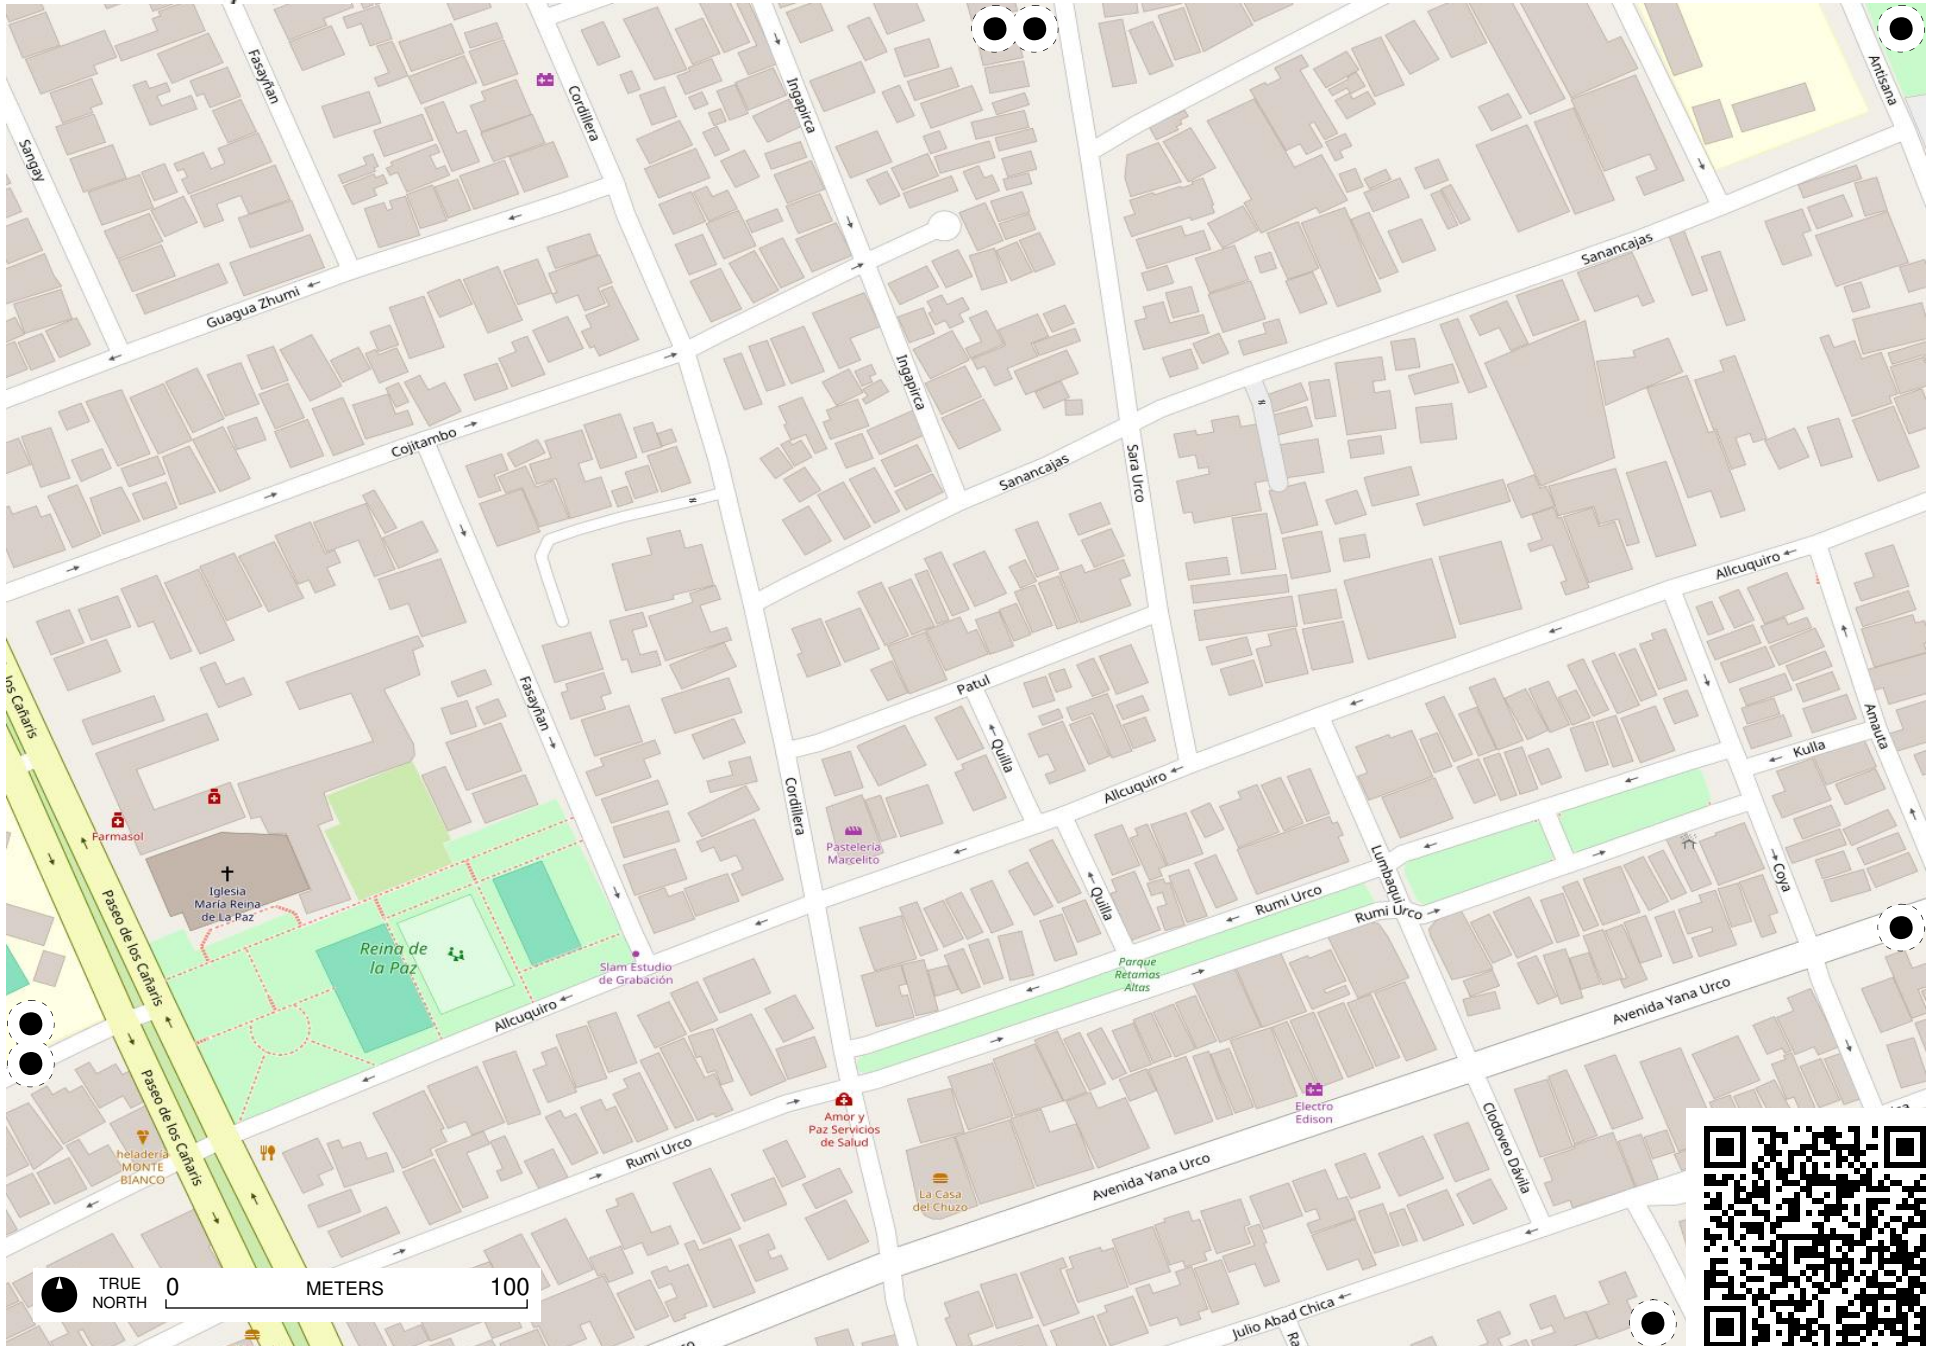 Fasayñan
Cordillera
Ingapirca
Antisana
Sangay
Sanancajas
Guagua Zhumi
Ingapirca
Cojitambo
Sanancajas
Sara Urco
Allcuquiro
los Cañaris
Fasayñan
Patul
Quilla
Amauta
Kulla
Cordillera
Allcuquiro
Farmasol
Pasteleria
Marcelito
Iglesia
María Reina
de La Paz
Lumbaqui
Coya
Quilla
Rumi Urco
Rumi Urco
Paseo de los Cañaris
Reina de
la Paz
Slam Estudio
de Grabación
Parque
Retamas
Altas
Avenida Yana Urco
Allcuquiro
Paseo de los Cañaris
Amor y
Paz Servicios
de Salud
Electro
Edison
Clodoveo Dávila
heladería
MONTE
BIANCO
Rumi Urco
Avenida Yana Urco
La Casa
del Chuzo
TRUE
NORTH
0 METERS 100
Julio Abad Chica
Ra